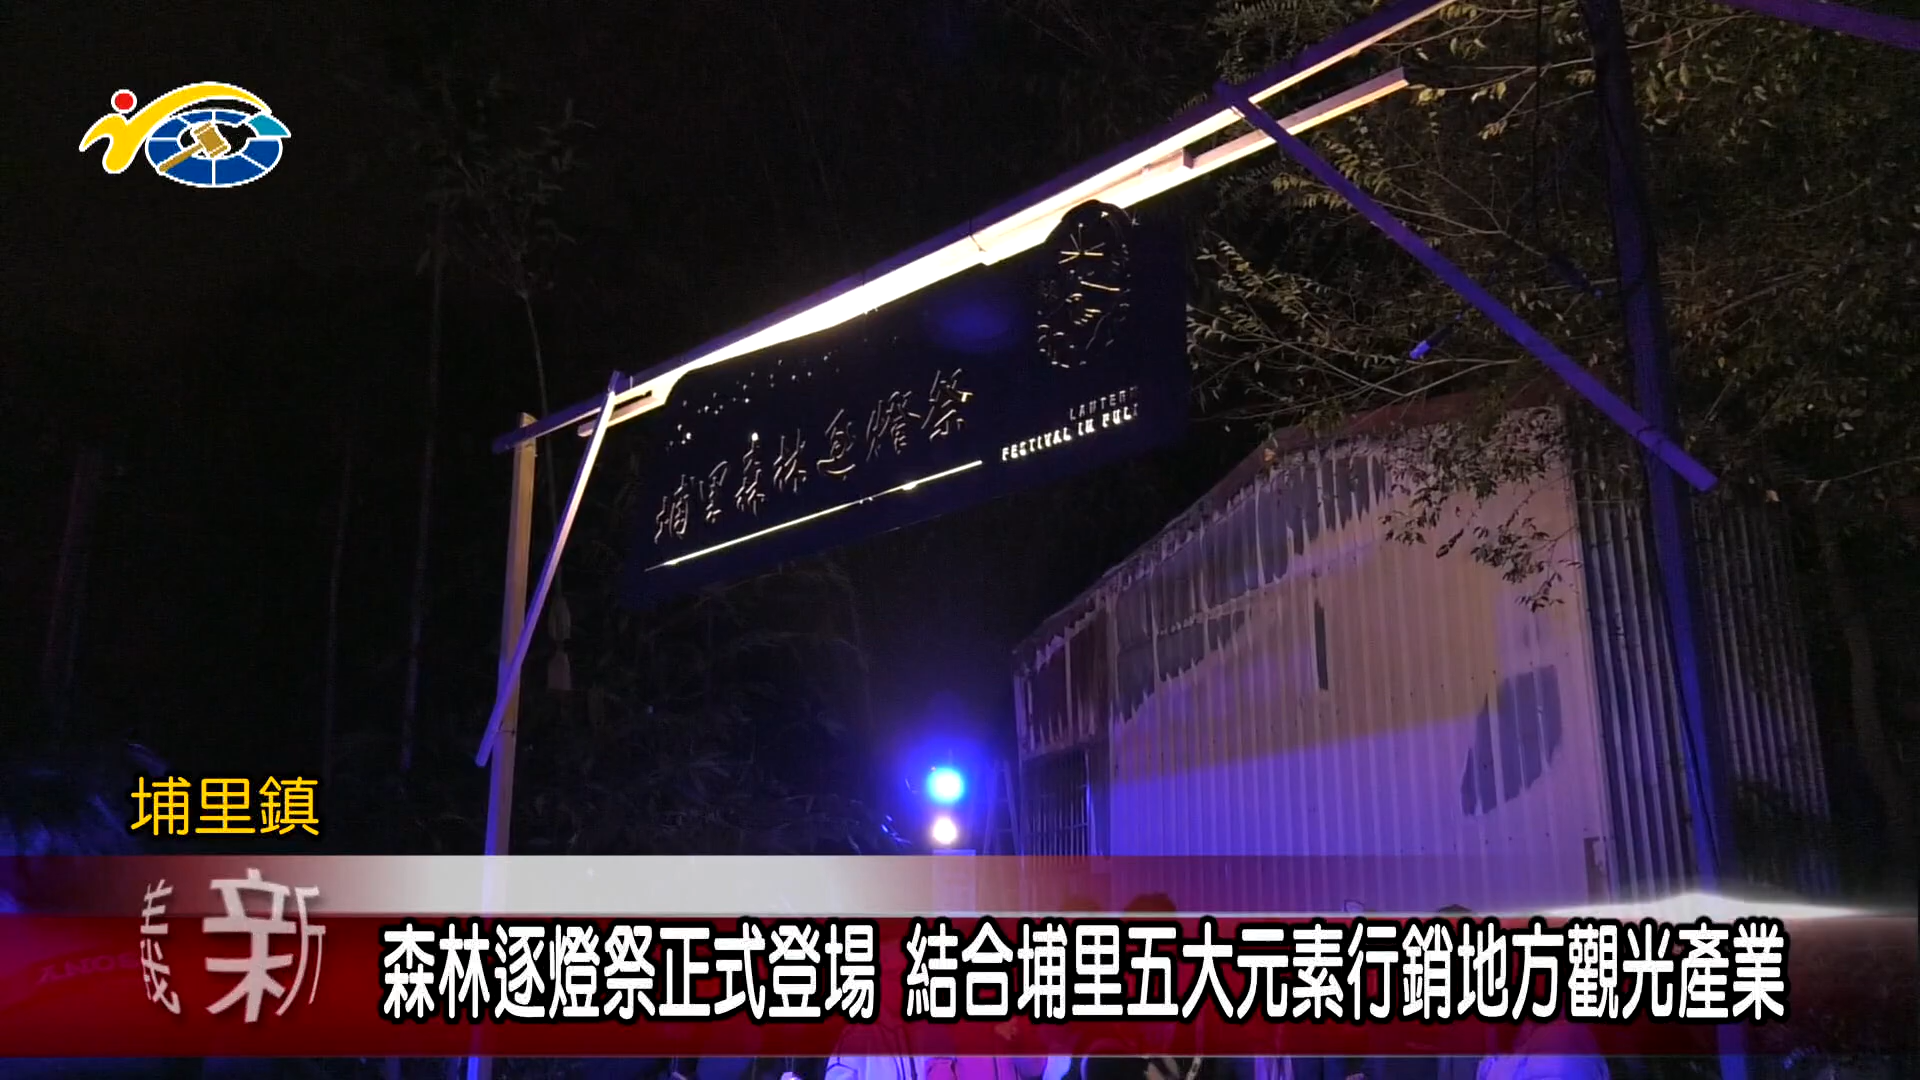 埔里森林逐燈祭
LANTERN
FESTIVAL IN PULI
埔里鎮
森林逐燈祭正式登場 結合埔里五大元素行銷地方觀光產業